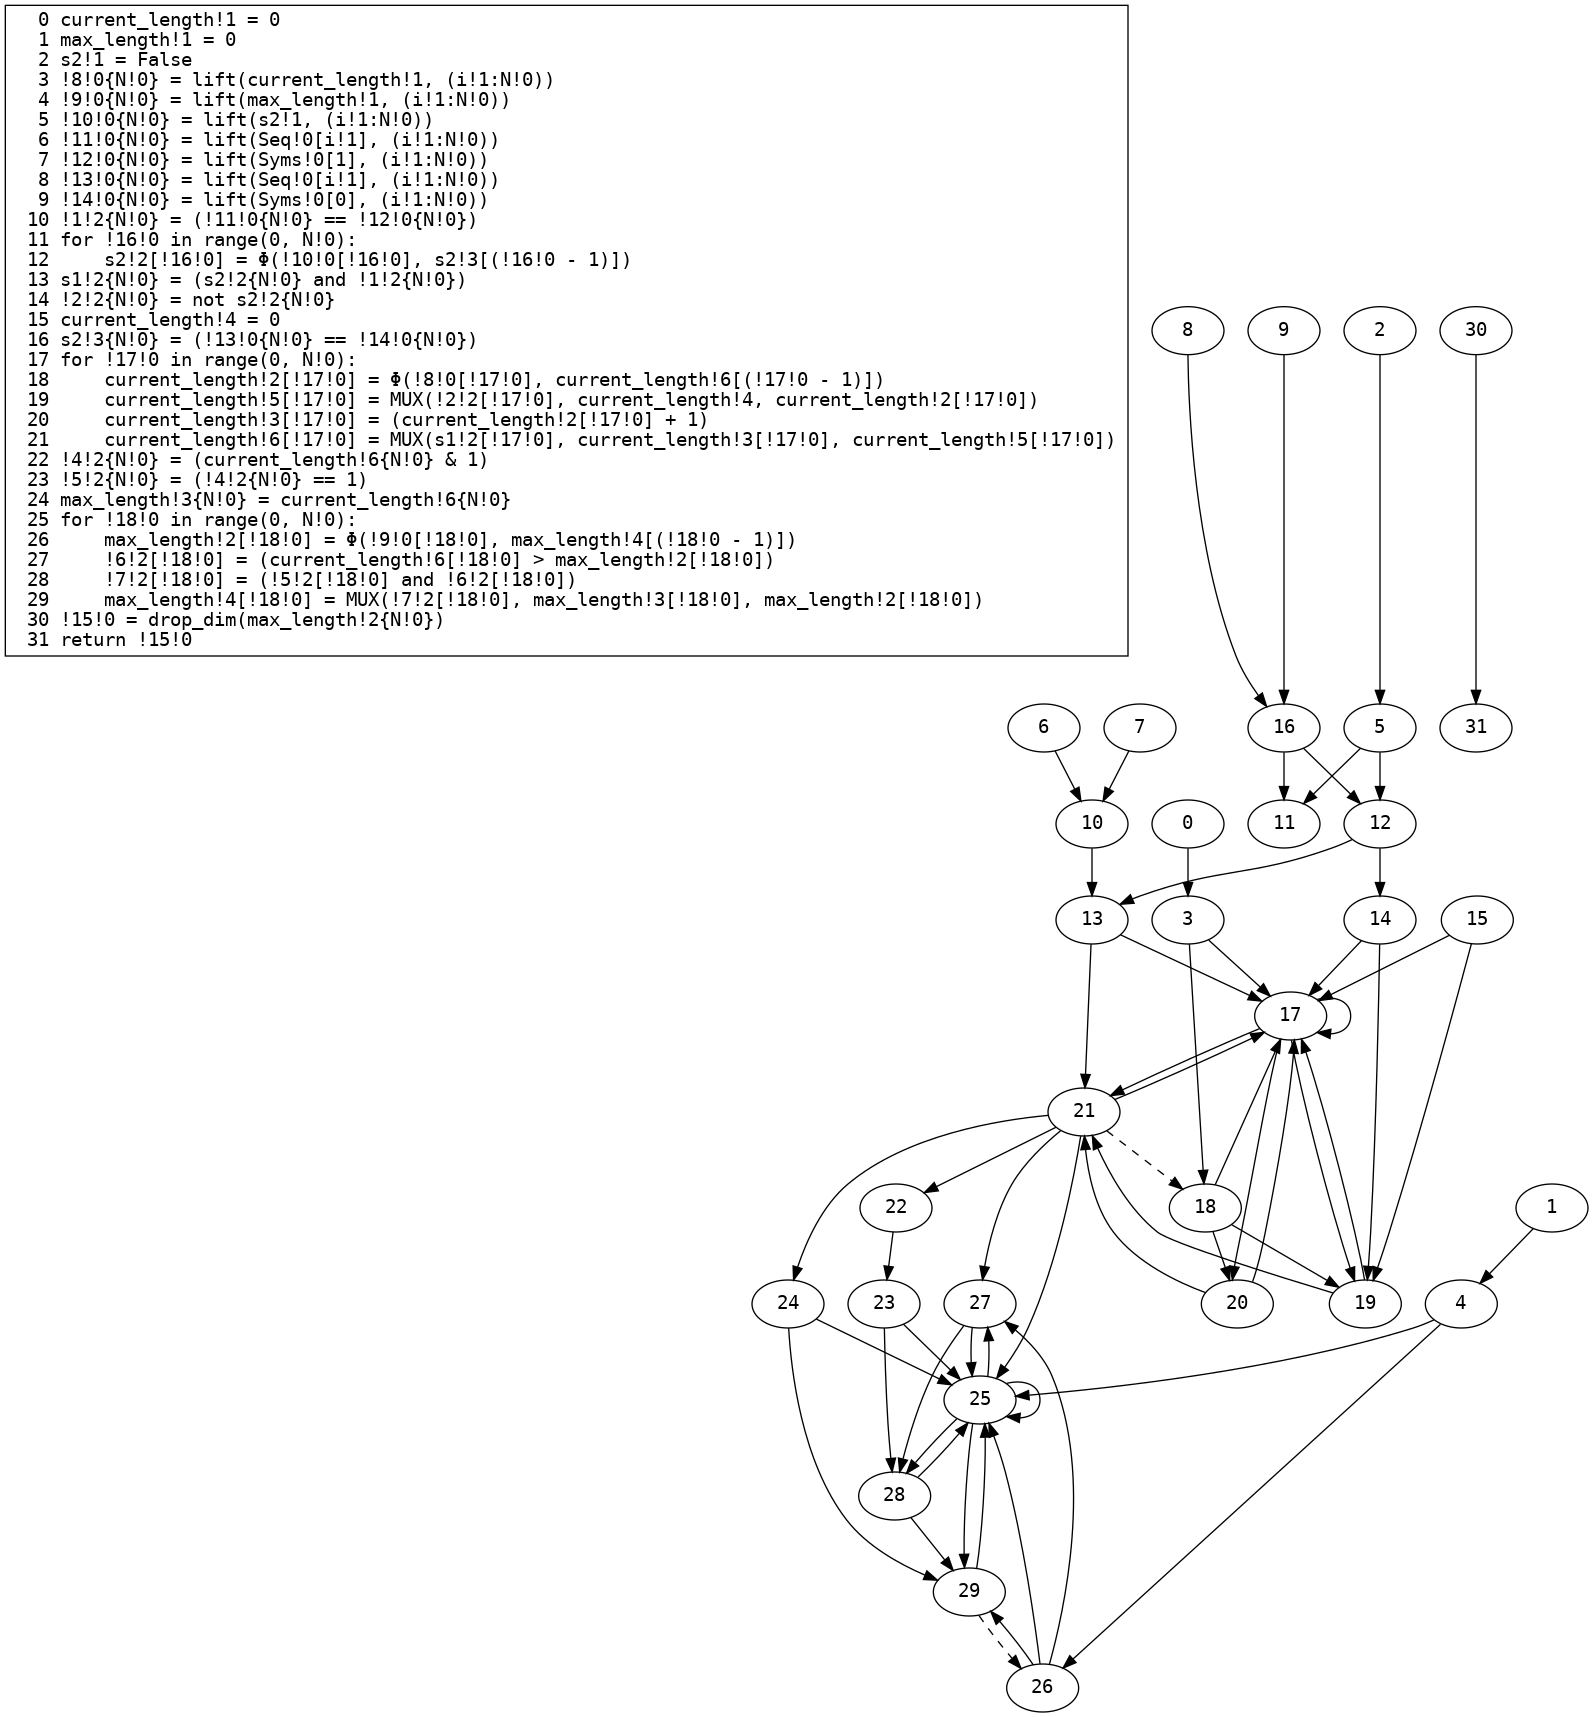 0 current_length!1 = 0
1 max_length!1 = 0
2 s2!1 = False
3 !8!0{N!0} = lift(current_length!1, (i!1:N!0))
4 !9!0{N!0} = lift(max_length!1, (i!1:N!0))
5 !10!0{N!0} = lift(s2!1, (i!1:N!0))
6 !11!0{N!0} = lift(Seq!0[i!1], (i!1:N!0))
7 !12!0{N!0} = lift(Syms!0[1], (i!1:N!0))
8 !13!0{N!0} = lift(Seq!0[i!1], (i!1:N!0))
9 !14!0{N!0} = lift(Syms!0[0], (i!1:N!0))
10 !1!2{N!0} = (!11!0{N!0} == !12!0{N!0})
11 for !16!0 in range(0, N!0):
12     s2!2[!16!0] = Φ(!10!0[!16!0], s2!3[(!16!0 - 1)])
13 s1!2{N!0} = (s2!2{N!0} and !1!2{N!0})
14 !2!2{N!0} = not s2!2{N!0}
15 current_length!4 = 0
16 s2!3{N!0} = (!13!0{N!0} == !14!0{N!0})
17 for !17!0 in range(0, N!0):
18     current_length!2[!17!0] = Φ(!8!0[!17!0], current_length!6[(!17!0 - 1)])
19     current_length!5[!17!0] = MUX(!2!2[!17!0], current_length!4, current_length!2[!17!0])
20     current_length!3[!17!0] = (current_length!2[!17!0] + 1)
21     current_length!6[!17!0] = MUX(s1!2[!17!0], current_length!3[!17!0], current_length!5[!17!0])
22 !4!2{N!0} = (current_length!6{N!0} & 1)
23 !5!2{N!0} = (!4!2{N!0} == 1)
24 max_length!3{N!0} = current_length!6{N!0}
25 for !18!0 in range(0, N!0):
26     max_length!2[!18!0] = Φ(!9!0[!18!0], max_length!4[(!18!0 - 1)])
27     !6!2[!18!0] = (current_length!6[!18!0] > max_length!2[!18!0])
28     !7!2[!18!0] = (!5!2[!18!0] and !6!2[!18!0])
29     max_length!4[!18!0] = MUX(!7!2[!18!0], max_length!3[!18!0], max_length!2[!18!0])
30 !15!0 = drop_dim(max_length!2{N!0})
31 return !15!0
8 9 2 30
6 7 16 5 31
10 0 11 12
13 3 14 15
17
21
22 18 1
24 23 27 20 19 4
25
28
29
26